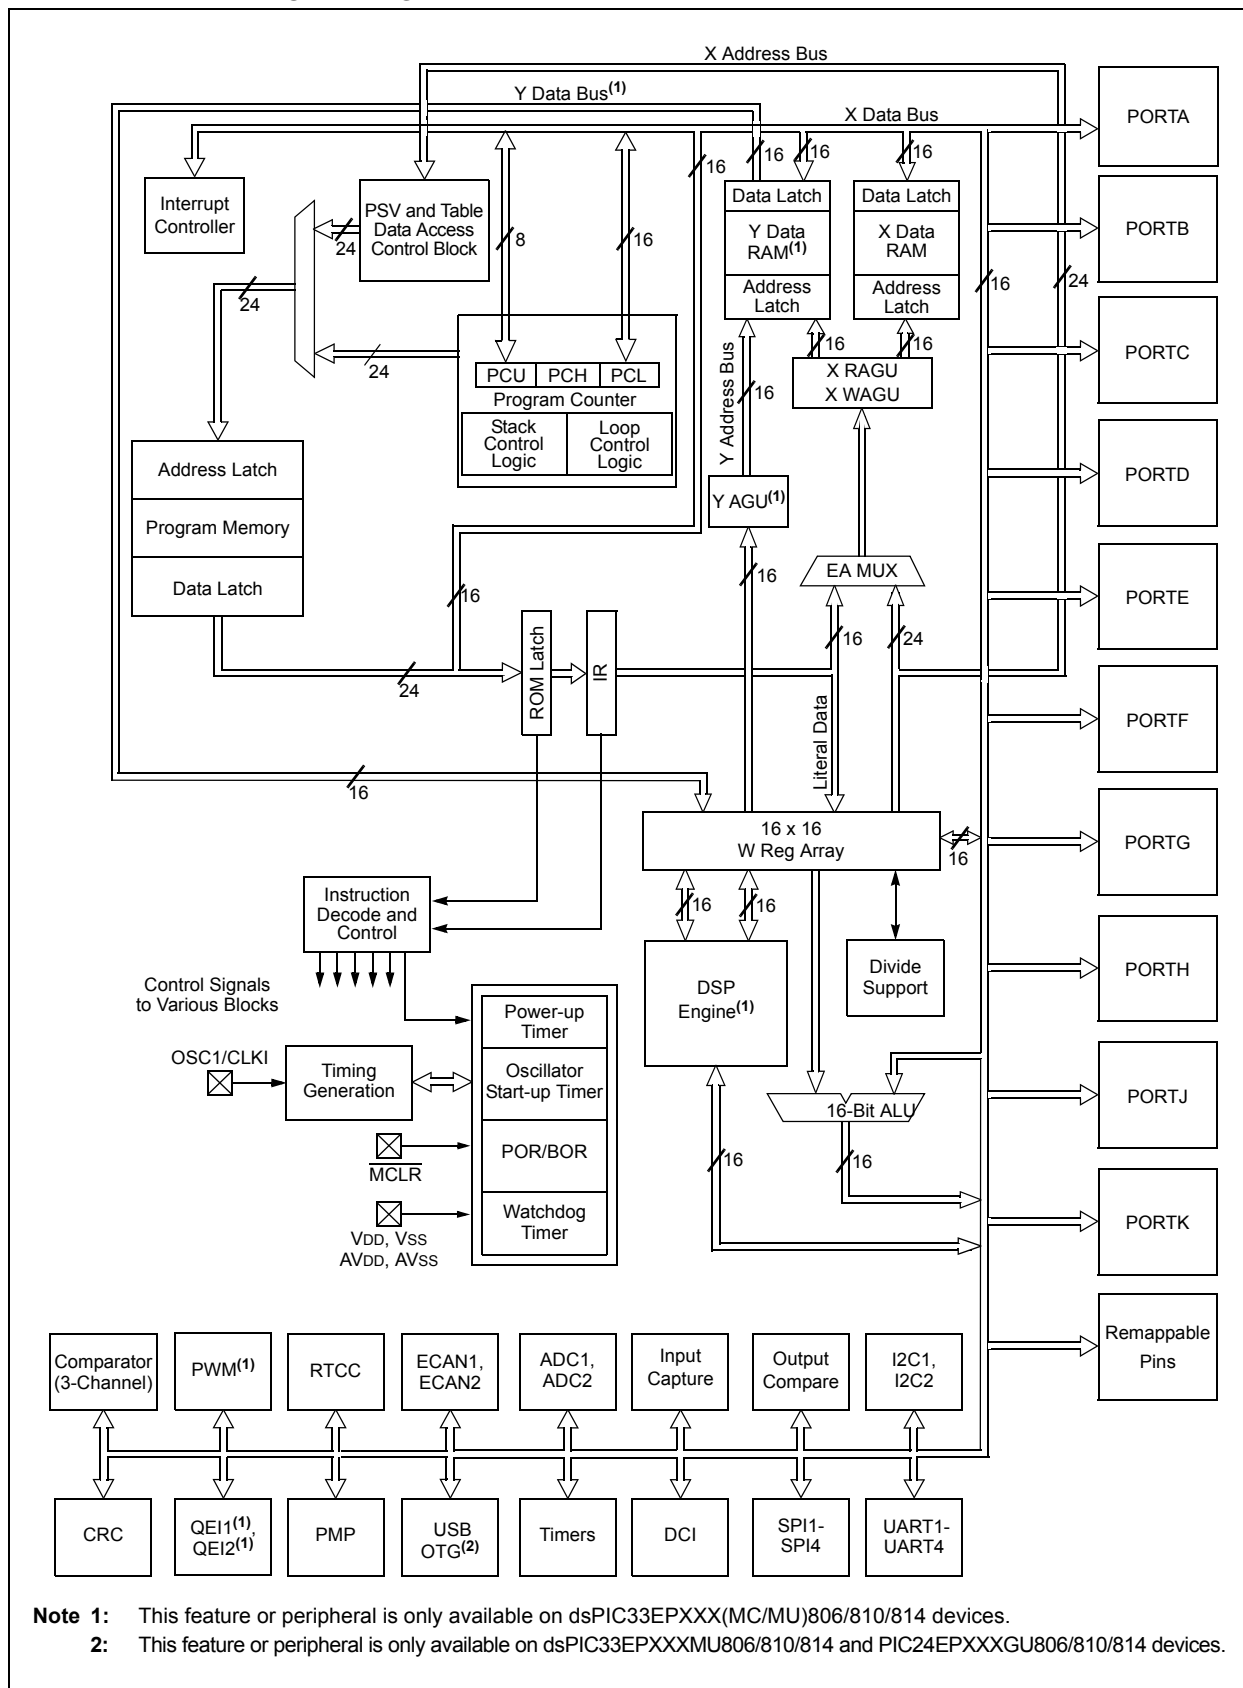 X Address Bus
Y Data Bus(1)
X Data Bus
PORTA
16
16
16
16
Interrupt
Controller
PSV and Table
Data Access
Control Block
24
8
16
Data Latch
Y Data
RAM(1)
Address
Latch
Data Latch
X Data
RAM
Address
Latch
PORTB
24
16
24
24
PCU
PCH
PCL
Program Counter
Stack
Control
Logic
Loop
Control
Logic
Y Address Bus
16
16
16
X RAGU
X WAGU
PORTC
Address Latch
Program Memory
Data Latch
Y AGU(1)
PORTD
16
16
EA MUX
PORTE
16
24
24
ROM Latch
IR
Literal Data
PORTF
16
16 x 16
W Reg Array
16
PORTG
Instruction
Decode and
Control
16
16
Control Signals
to Various Blocks
DSP
Engine(1)
Divide
Support
PORTH
Power-up
Timer
OSC1/CLKI
Timing
Generation
Oscillator
Start-up Timer
16-Bit ALU
PORTJ
MCLR
POR/BOR
16
16
VDD, VSS
AVDD, AVSS
Watchdog
Timer
PORTK
Remappable
Pins
Comparator
(3-Channel)
PWM(1)
RTCC
ECAN1,
ECAN2
ADC1,
ADC2
Input
Capture
Output
Compare
I2C1,
I2C2
CRC
QEI1(1),
QEI2(1)
PMP
USB
OTG(2)
Timers
DCI
SPI1-
SPI4
UART1-
UART4
Note 1: This feature or peripheral is only available on dsPIC33EPXXX(MC/MU)806/810/814 devices.
2: This feature or peripheral is only available on dsPIC33EPXXXMU806/810/814 and PIC24EPXXXGU806/810/814 devices.